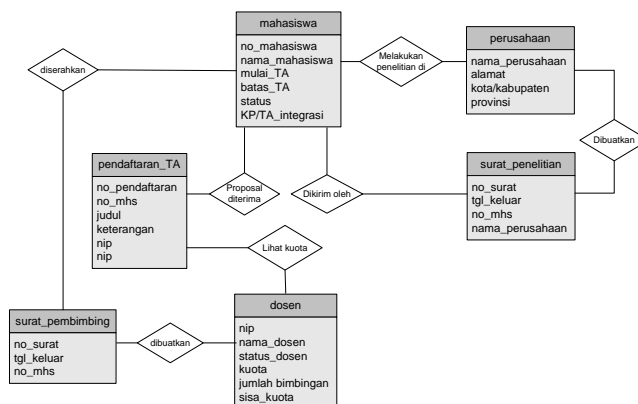 mahasiswa
no_mahasiswa
nama_mahasiswa
mulai_TA
batas_TA
status
KP/TA_integrasi
diserahkan
Melakukan
penelitian di
perusahaan
nama_perusahaan
alamat
kota/kabupaten
provinsi
Dibuatkan
pendaftaran_TA
no_pendaftaran
no_mhs
judul
keterangan
nip
nip
Proposal
diterima
Dikirim oleh
surat_penelitian
no_surat
tgl_keluar
no_mhs
nama_perusahaan
Lihat kuota
surat_pembimbing
no_surat
tgl_keluar
no_mhs
dibuatkan
dosen
nip
nama_dosen
status_dosen
kuota
jumlah bimbingan
sisa_kuota